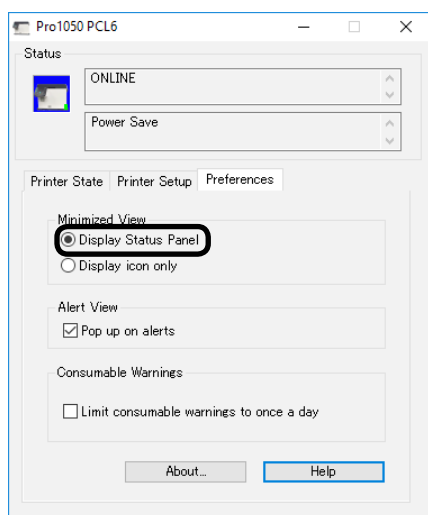 Pro1050 PCL6
Status
ONLINE
Power Save
Printer State Printer Setup Preferences
Minimized View
Display Status Panel
Display icon only
Alert View
Pop up on alerts
Consumable Warnings
Limit consumable warnings to once a day
About... Help